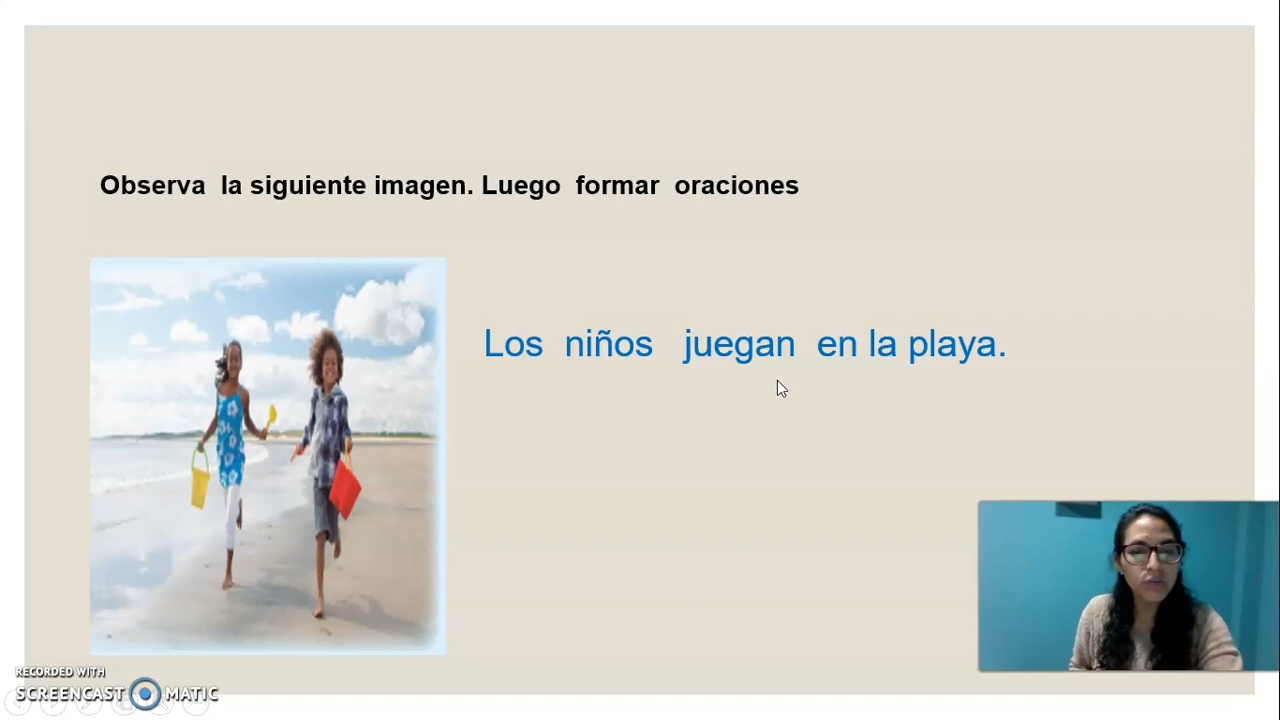 Observa la siguiente imagen. Luego formar oraciones
Los niños juegan en la playa.
RECORDED WITH
SCREENCAST MATIC